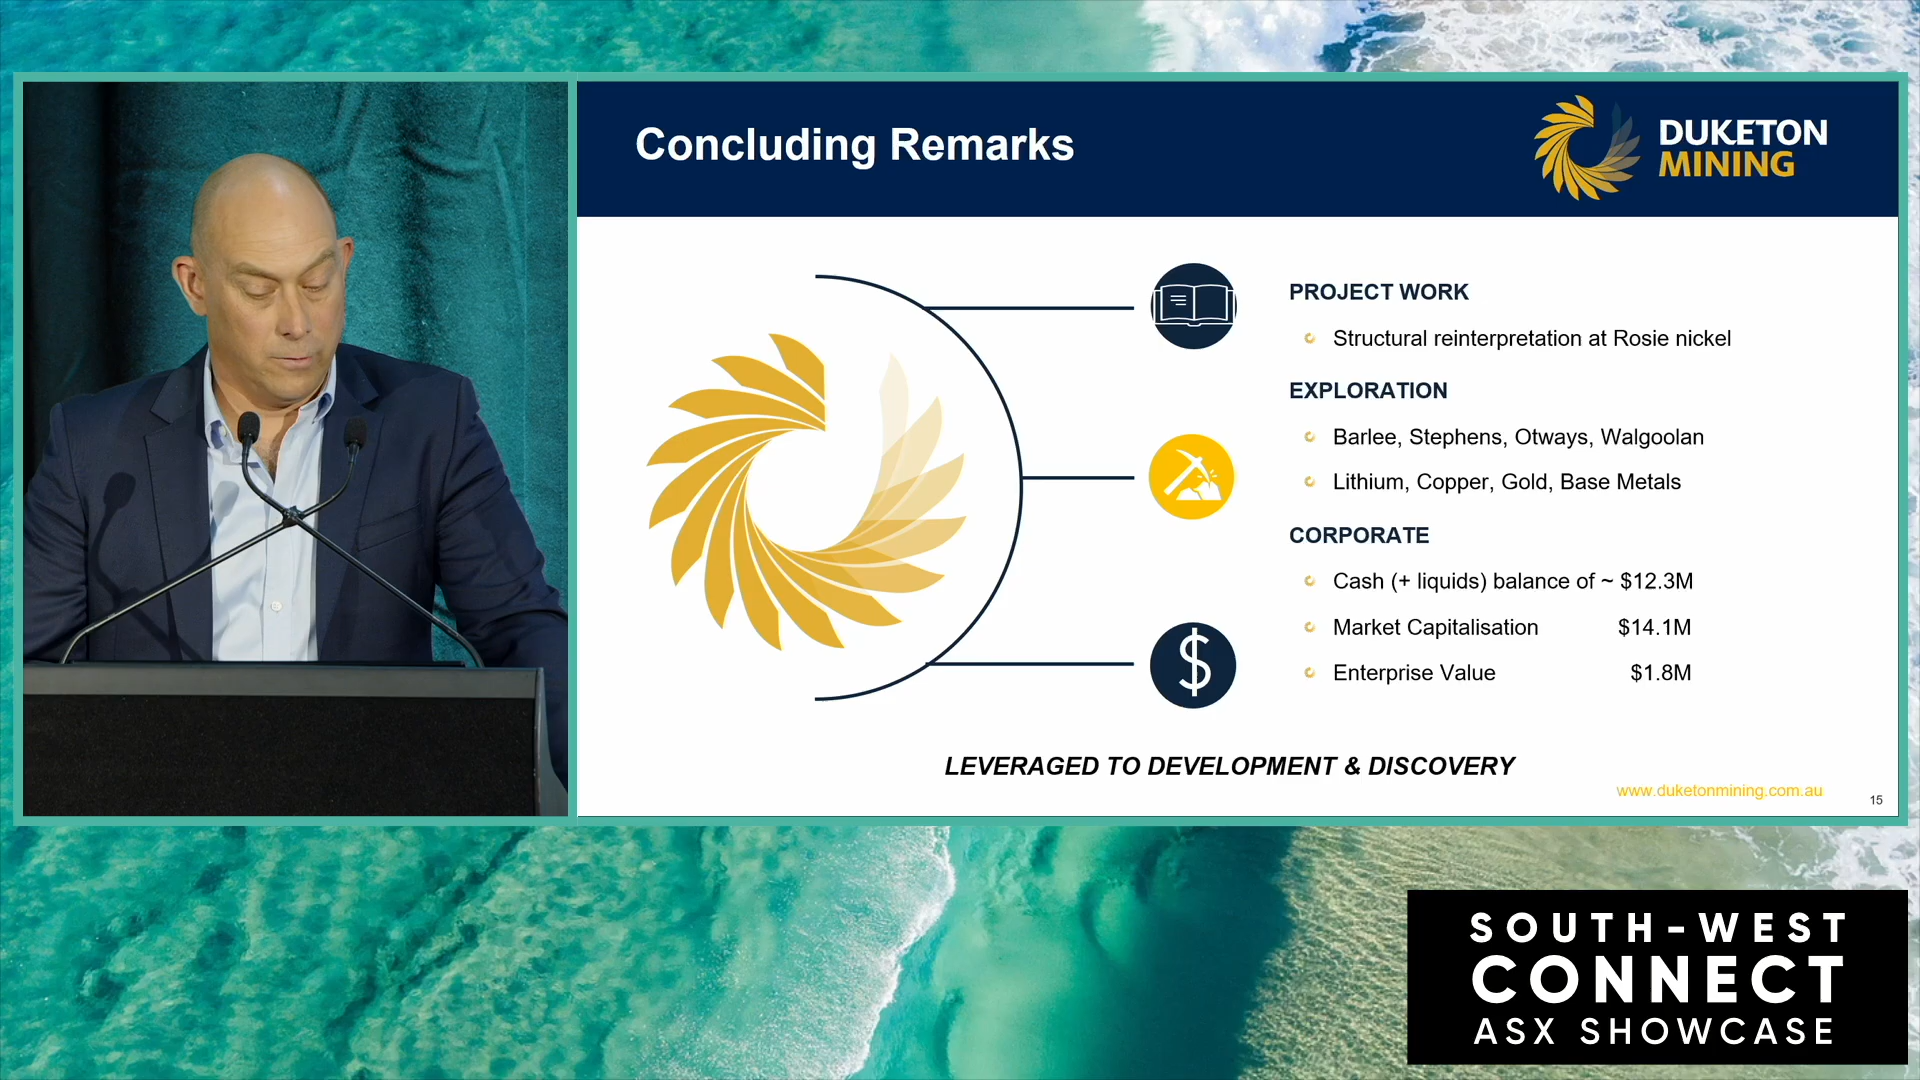 Concluding Remarks
DUKETON
MINING
PROJECT WORK
Structural reinterpretation at Rosie nickel
EXPLORATION
Barlee, Stephens, Otways, Walgoolan
Lithium, Copper, Gold, Base Metals
CORPORATE
Cash (+ liquids) balance of ~ $12.3M
Market Capitalisation $14.1M
Enterprise Value $1.8M
LEVERAGED TO DEVELOPMENT & DISCOVERY
www.duketonmining.com.au
15
SOUTH-WEST
CONNECT
ASX SHOWCASE